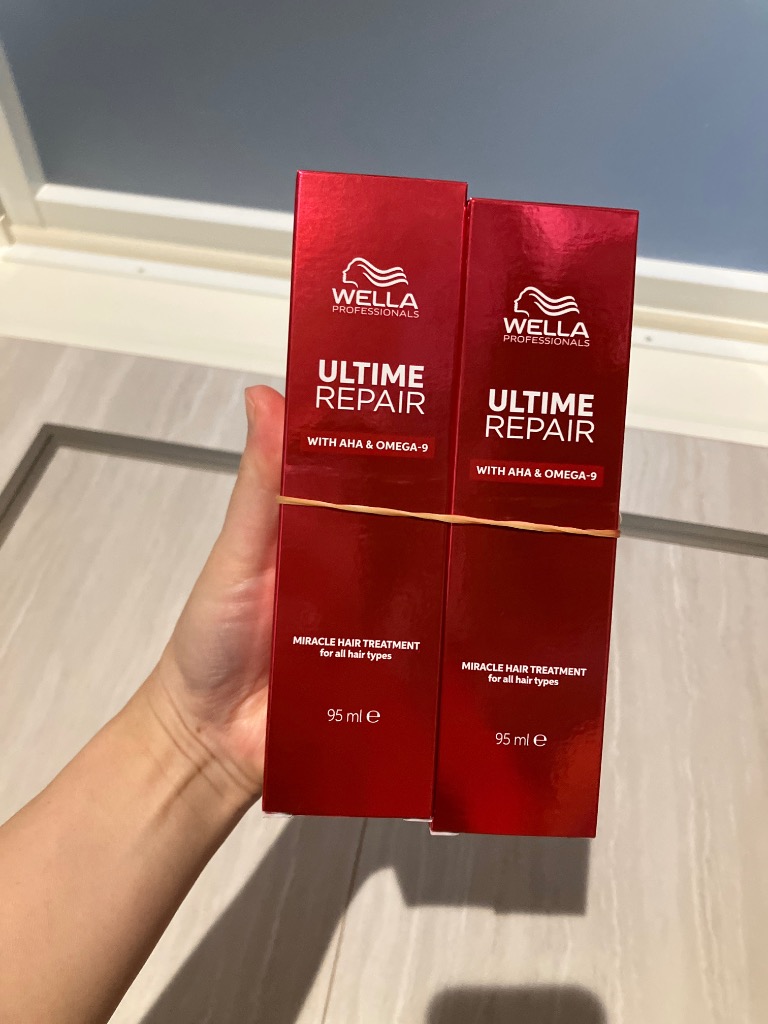 WELLA
PROFESSIONALS
ULTIME
REPAIR
WITH AHA & OMEGA-9
MIRACLE HAIR TREATMENT
for all hair types
95 ml ℮
WELLA
PROFESSIONALS
ULTIME
REPAIR
WITH AHA & OMEGA-9
MIRACLE HAIR TREATMENT
for all hair types
95 ml ℮